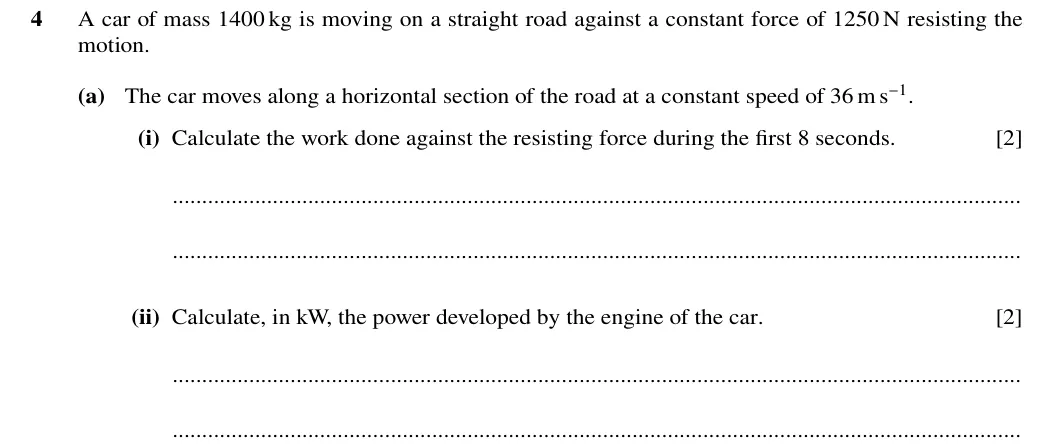 4 A car of mass 1400 kg is moving on a straight road against a constant force of 1250 N resisting the
motion.
(a) The car moves along a horizontal section of the road at a constant speed of 36 m s⁻¹.
(i) Calculate the work done against the resisting force during the first 8 seconds. [2]
(ii) Calculate, in kW, the power developed by the engine of the car. [2]